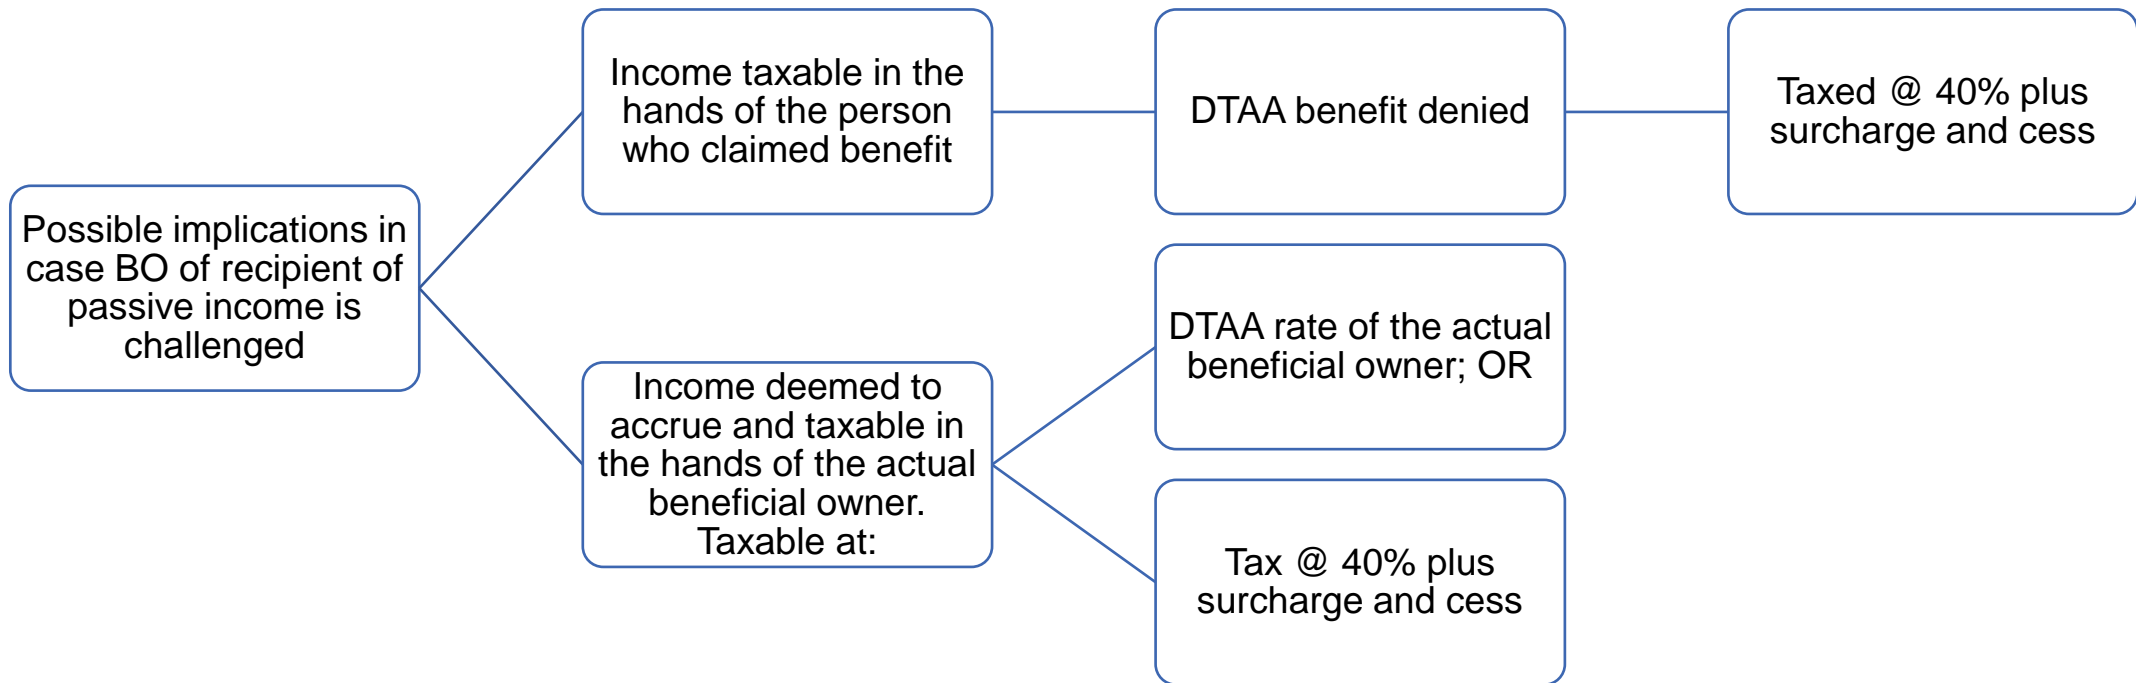 Possible implications in
case BO of recipient of
passive income is
challenged
Income taxable in the
hands of the person
who claimed benefit
DTAA benefit denied
Taxed @ 40% plus
surcharge and cess
Income deemed to
accrue and taxable in
the hands of the actual
beneficial owner.
Taxable at:
DTAA rate of the actual
beneficial owner; OR
Tax @ 40% plus
surcharge and cess